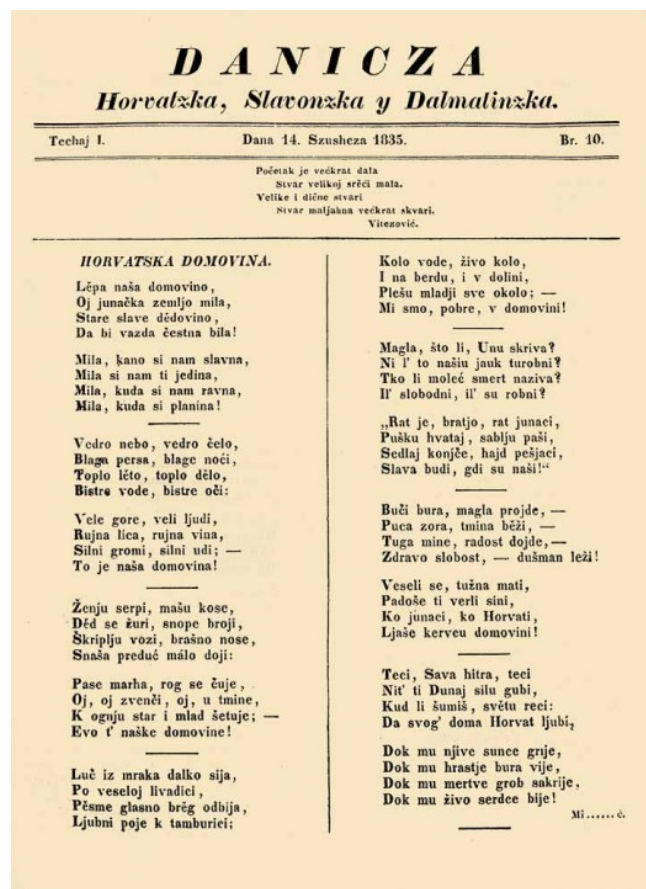 DANICZA
Horvatzka, Slavonzka y Dalmatinzka.
Techaj I. Dana 14. Szushcza 1835. Br. 10.
Početak je većkrat dala
Stvar velikoj srěći mala.
Velike i dične stvari
Stvar maljahna većkrat skvari.
Vitezović.
HORVATSKA DOMOVINA.
Lěpa naša domovino,
Oj junačka zemljo mila,
Stare slave dědovino,
Da bi vazda čestna bila!
Mila, kano si nam slavna,
Mila si nam ti jedina,
Mila, kuda si nam ravna,
Mila, kuda si planina!
Vedro nebo, vedro čelo,
Blaga persa, blage noći,
Toplo lěto, toplo dělo,
Bistre vode, bistre oči:
Vele gore, veli ljudi,
Rujna lica, rujna vina,
Silni gromi, silni udi; —
To je naša domovina!
Ženju serpi, mašu kose,
Děd se žuri, snope broji,
Škriplju vozi, brašno nose,
Snaša preduć málo doji:
Pase marha, rog se čuje,
Oj, oj zvenči, oj, u tmine,
K ognju star i mlad šetuje; —
Evo t' naške domovine!
Luč iz mraka dalko sija,
Po veseloj livadici,
Pěsme glasno brěg odbija,
Ljubni poje k tamburici;
Kolo vode, živo kolo,
I na berdu, i v dolini,
Plešu mladji sve okolo; —
Mi smo, pobre, v domovini!
Magla, što li, Unu skriva?
Ni l' to našiu jauk turobni?
Tko li moleć smert naziva?
Il' slobodni, il' su robni?
„Rat je, bratjo, rat junaci,
Pušku hvataj, sablju paši,
Sedlaj konjče, hajd pešjaci,
Slava budi, gdi su naši!“
Buči bura, magla projde, —
Puca zora, tmina běži, —
Tuga mine, radost dojde, —
Zdravo slobost, — dušman leži!
Veseli se, tužna mati,
Padoše ti verli sini,
Ko junaci, ko Horvati,
Ljaše kervcu domovini!
Teci, Sava hitra, teci
Nit' ti Dunaj silu gubi,
Kud li šumiš, světu reci:
Da svog' doma Horvat ljubi,
Dok mu njive sunce grije,
Dok mu hrastje bura vije,
Dok mu mertve grob sakrije,
Dok mu živo serdce bije!
Mi......ć.